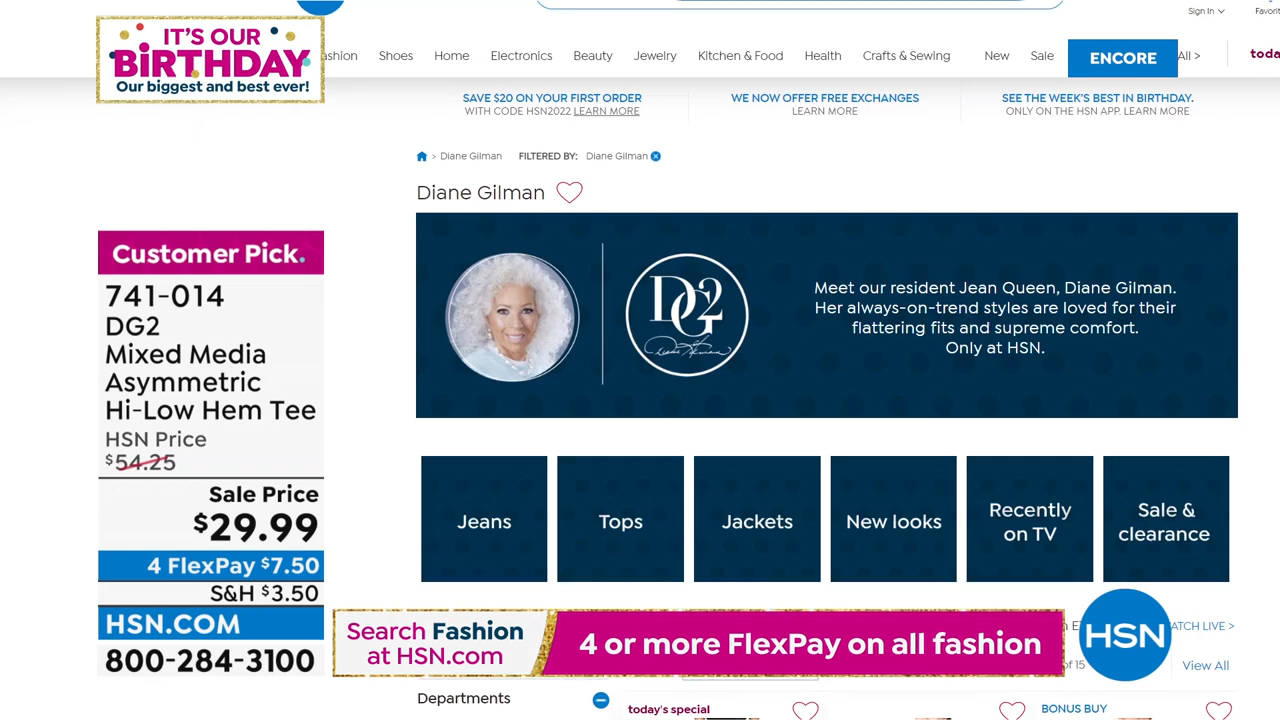 IT'S OUR
BIRTHDAY
Our biggest and best ever!
Sign In
Fashion
Shoes
Home
Electronics
Beauty
Jewelry
Kitchen & Food
Health
Crafts & Sewing
New
Sale
ENCORE
All >
SAVE $20 ON YOUR FIRST ORDER
WITH CODE HSN2022 LEARN MORE
WE NOW OFFER FREE EXCHANGES
LEARN MORE
SEE THE WEEK'S BEST IN BIRTHDAY.
ONLY ON THE HSN APP. LEARN MORE
> Diane Gilman FILTERED BY: Diane Gilman
Diane Gilman
DG2
Diane Gilman
Meet our resident Jean Queen, Diane Gilman.
Her always-on-trend styles are loved for their
flattering fits and supreme comfort.
Only at HSN.
Customer Pick.
741-014
DG2
Mixed Media
Asymmetric
Hi-Low Hem Tee
HSN Price
$54.25
Sale Price
$29.99
4 FlexPay $7.50
S&H $3.50
HSN.COM
800-284-3100
Jeans
Tops
Jackets
New looks
Recently
on TV
Sale &
clearance
Search Fashion
at HSN.com
4 or more FlexPay on all fashion
HSN
WATCH LIVE >
of 15
View All
Departments
today's special
BONUS BUY